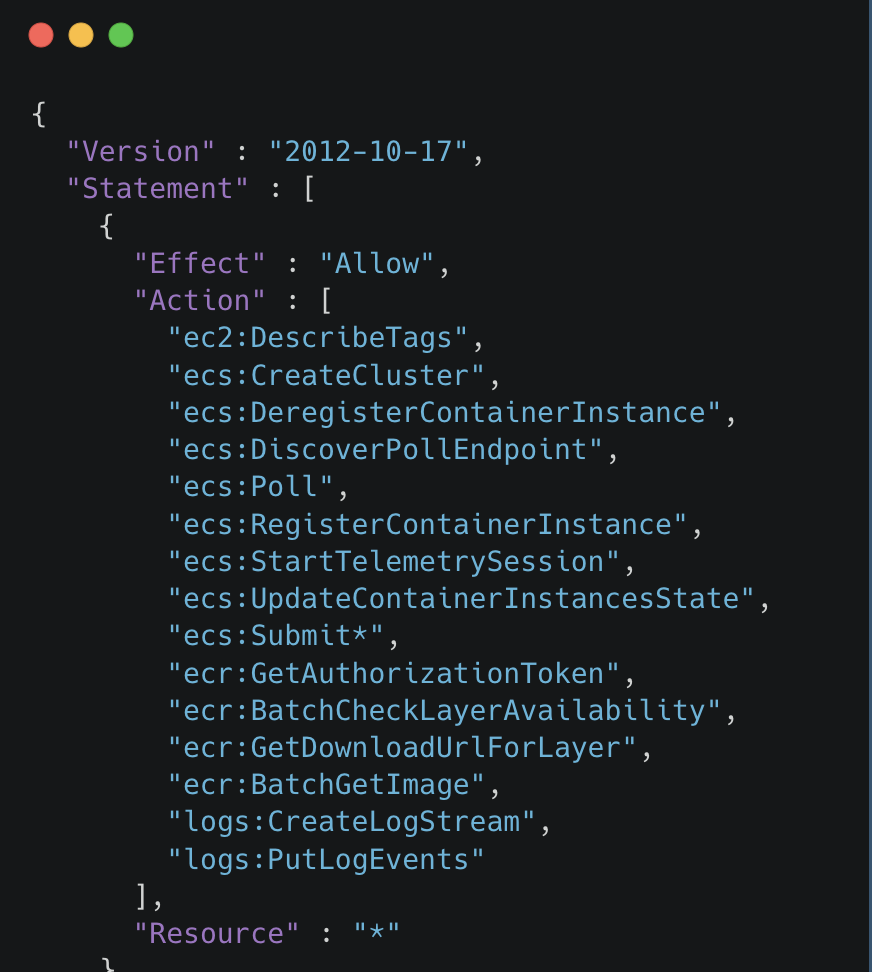 {
  "Version" : "2012-10-17",
  "Statement" : [
    {
      "Effect" : "Allow",
      "Action" : [
        "ec2:DescribeTags",
        "ecs:CreateCluster",
        "ecs:DeregisterContainerInstance",
        "ecs:DiscoverPollEndpoint",
        "ecs:Poll",
        "ecs:RegisterContainerInstance",
        "ecs:StartTelemetrySession",
        "ecs:UpdateContainerInstancesState",
        "ecs:Submit*",
        "ecr:GetAuthorizationToken",
        "ecr:BatchCheckLayerAvailability",
        "ecr:GetDownloadUrlForLayer",
        "ecr:BatchGetImage",
        "logs:CreateLogStream",
        "logs:PutLogEvents"
      ],
      "Resource" : "*"
    }